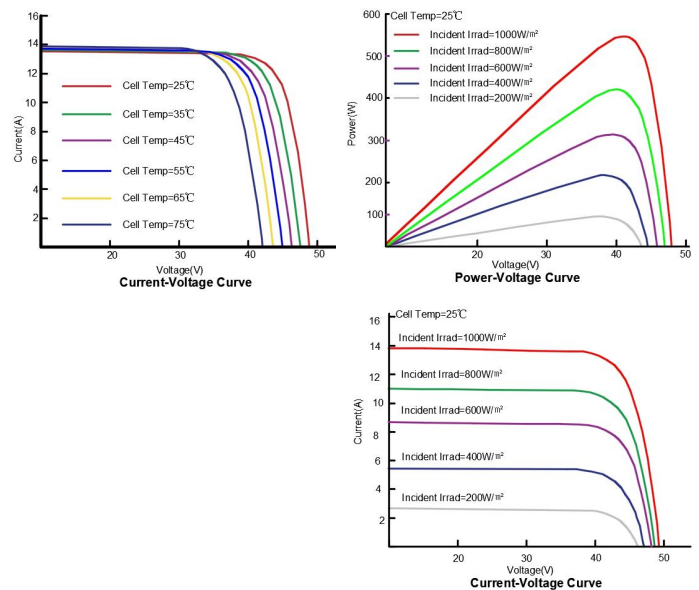 16
14
12
10
8
6
4
2
Current(A)
Cell Temp=25℃
Cell Temp=35℃
Cell Temp=45℃
Cell Temp=55℃
Cell Temp=65℃
Cell Temp=75℃
20
30
40
50
Voltage(V)
Current-Voltage Curve
600
500
400
300
200
100
Power(W)
Cell Temp=25℃
Incident Irrad=1000W/m²
Incident Irrad=800W/m²
Incident Irrad=600W/m²
Incident Irrad=400W/m²
Incident Irrad=200W/m²
20
30
40
50
Voltage(V)
Power-Voltage Curve
16
14
12
10
8
6
4
2
Current(A)
Cell Temp=25℃
Incident Irrad=1000W/m²
Incident Irrad=800W/m²
Incident Irrad=600W/m²
Incident Irrad=400W/m²
Incident Irrad=200W/m²
20
30
40
50
Voltage(V)
Current-Voltage Curve